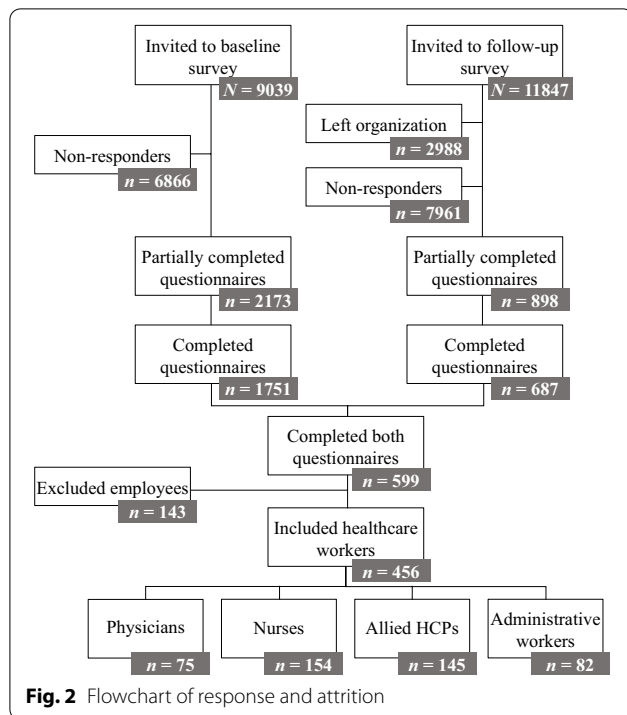 Invited to baseline
survey
N = 9039
Invited to follow-up
survey
N = 11847
Left organization
n = 2988
Non-responders
n = 6866
Non-responders
n = 7961
Partially completed
questionnaires
n = 2173
Partially completed
questionnaires
n = 898
Completed
questionnaires
n = 1751
Completed
questionnaires
n = 687
Completed both
questionnaires
n = 599
Excluded employees
n = 143
Included healthcare
workers
n = 456
Physicians
n = 75
Nurses
n = 154
Allied HCPs
n = 145
Administrative
workers
n = 82
Fig. 2 Flowchart of response and attrition